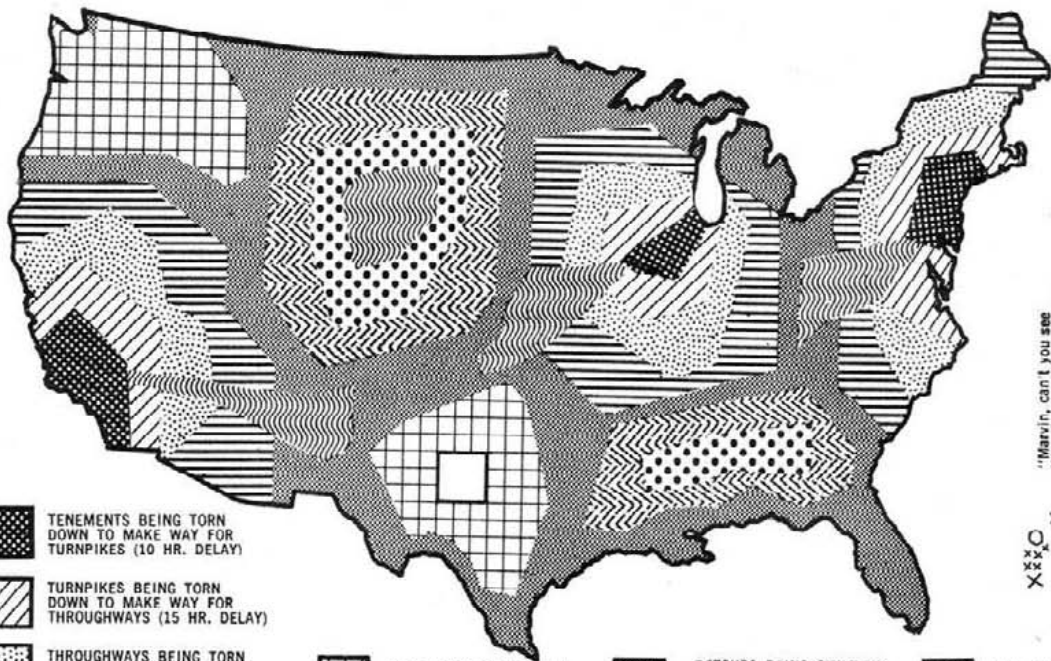 TENEMENTS BEING TORN
DOWN TO MAKE WAY FOR
TURNPIKES (10 HR. DELAY)
TURNPIKES BEING TORN
DOWN TO MAKE WAY FOR
THROUGHWAYS (15 HR. DELAY)
THROUGHWAYS BEING TORN
"Marvin, can't you see